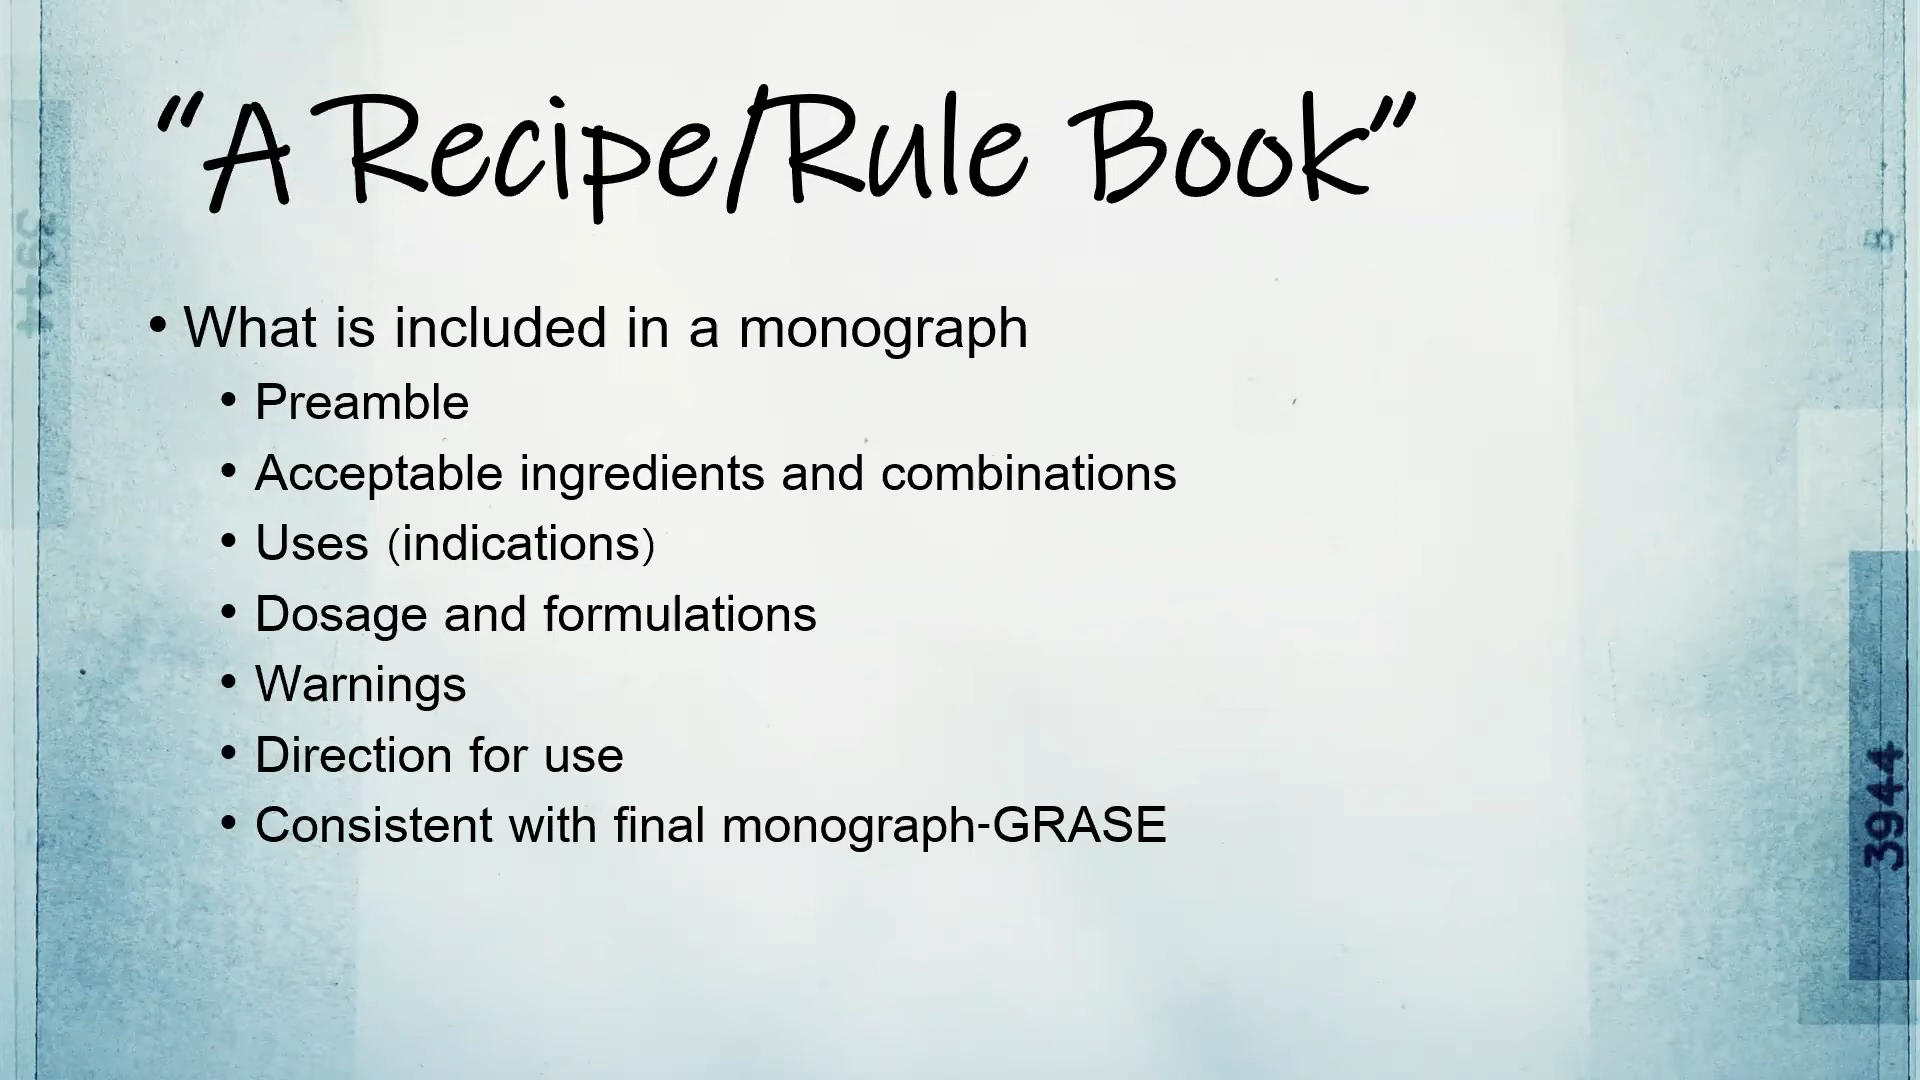 “A Recipe/Rule Book”
• What is included in a monograph
• Preamble
• Acceptable ingredients and combinations
• Uses (indications)
• Dosage and formulations
• Warnings
• Direction for use
• Consistent with final monograph-GRASE
3944